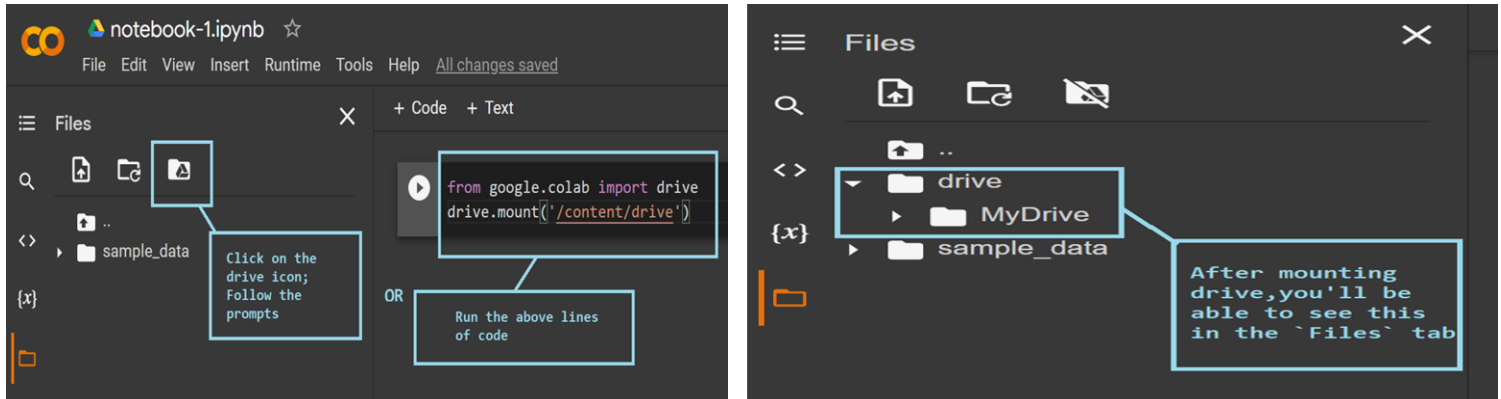 notebook-1.ipynb
File Edit View Insert Runtime Tools Help All changes saved
Files
+ Code + Text
from google.colab import drive
drive.mount('/content/drive')
..
sample_data
Click on the
drive icon;
Follow the
prompts
OR
Run the above lines
of code
{x}
Files
..
drive
MyDrive
sample_data
{x}
After mounting
drive,you'll be
able to see this
in the `Files` tab